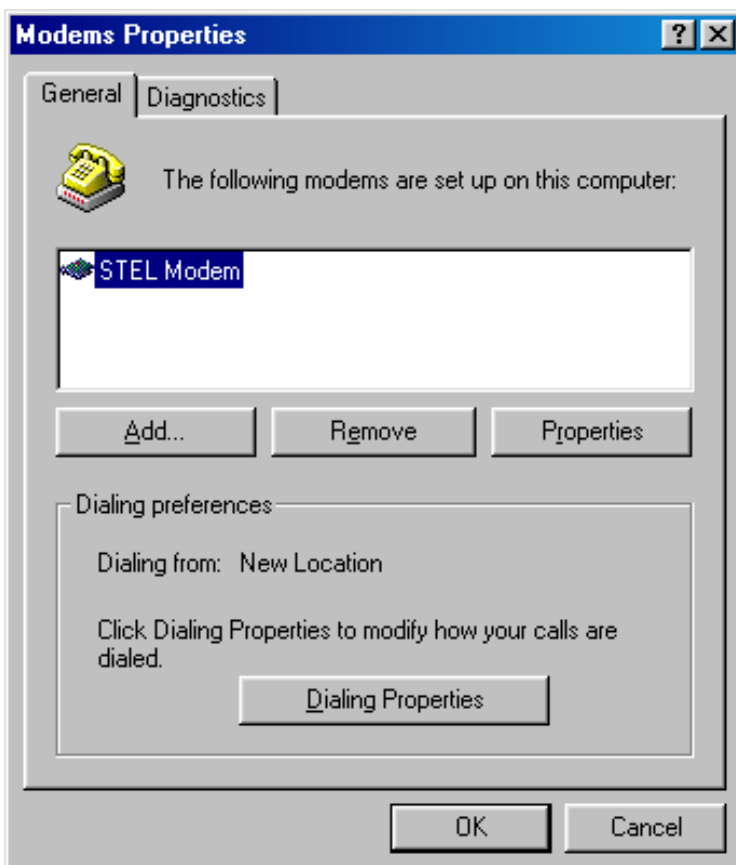 Modems Properties
General
Diagnostics
The following modems are set up on this computer:
STEL Modem
Add...
Remove
Properties
Dialing preferences
Dialing from: New Location
Click Dialing Properties to modify how your calls are
dialed.
Dialing Properties
OK
Cancel